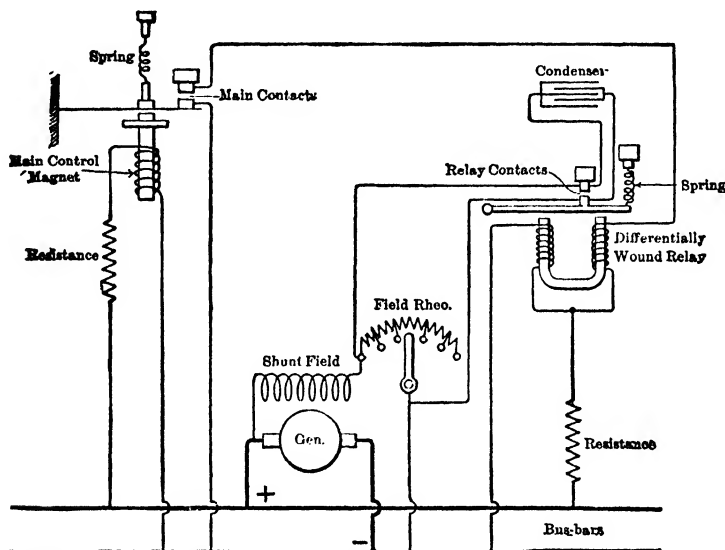 Spring
Main Contacts
Condenser
Relay Contacts
Spring
Main Control
Magnet
Resistance
Differentially
Wound Relay
Field Rheo.
Shunt Field
Gen.
Resistance
+
−
Bus-bars